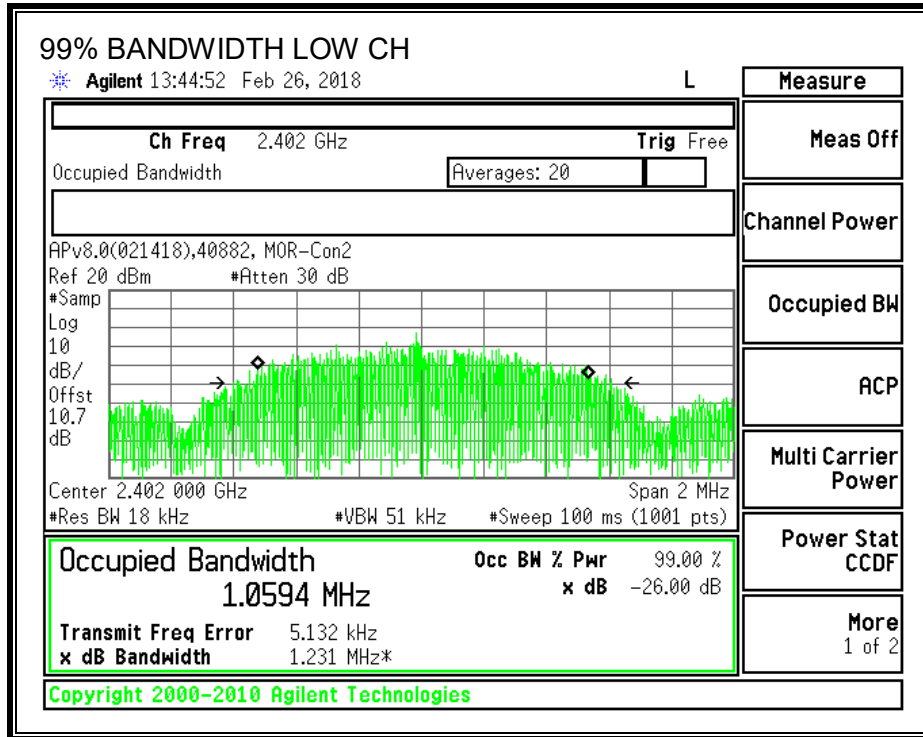 99% BANDWIDTH LOW CH
Agilent 13:44:52 Feb 26, 2018 L
Measure
Ch Freq 2.402 GHz Trig Free
Occupied Bandwidth Averages: 20
APv8.0(021418),40882, MOR-Con2
Ref 20 dBm #Atten 30 dB
#Samp
Log
10
dB/
Offst
10.7
dB
Center 2.402 000 GHz Span 2 MHz
#Res BW 18 kHz #VBW 51 kHz #Sweep 100 ms (1001 pts)
Occupied Bandwidth Occ BW % Pwr 99.00 %
1.0594 MHz x dB -26.00 dB
Transmit Freq Error 5.132 kHz
x dB Bandwidth 1.231 MHz*
Meas Off
Channel Power
Occupied BW
ACP
Multi Carrier
Power
Power Stat
CCDF
More
1 of 2
Copyright 2000-2010 Agilent Technologies